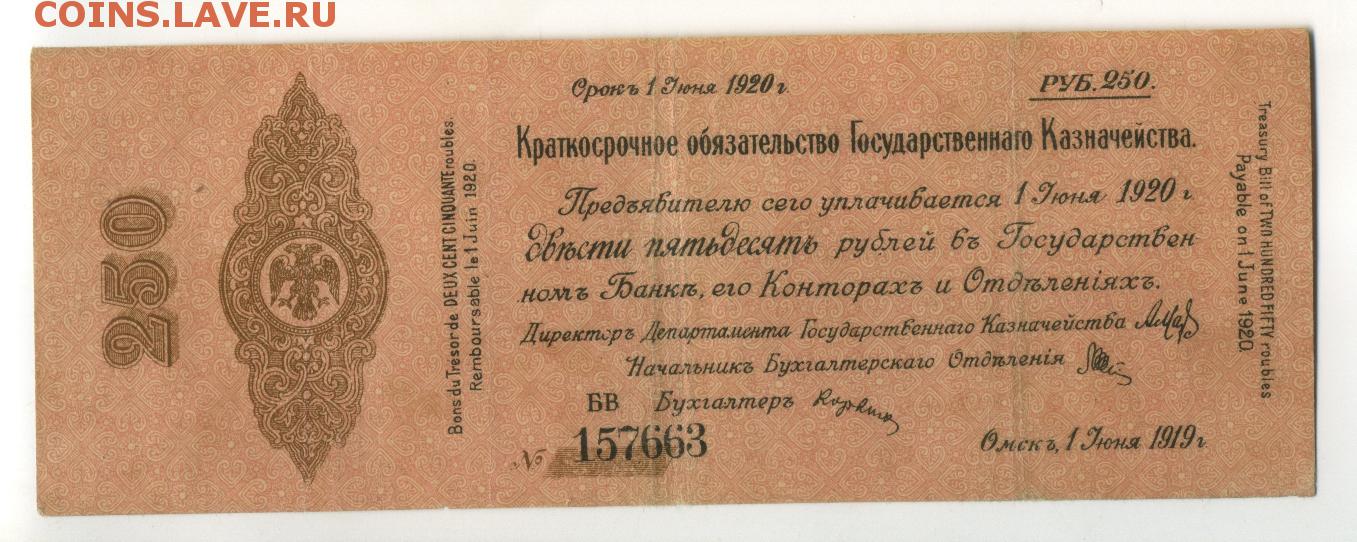 COINS.LAVE.RU
250
Bons du Tresor de DEUX CENT CINQUANTE roubles.
Remboursable le 1 Juin 1920.
Срокъ 1 Іюня 1920 г.
РУБ. 250.
Краткосрочное обязательство Государственнаго Казначейства.
Предъявителю сего уплачивается 1 Іюня 1920 г.
двѣсти пятьдесятъ рублей въ Государствен
номъ Банкѣ, его Конторахъ и Отдѣленіяхъ.
Директоръ Департамента Государственнаго Казначейства
Начальникъ Бухгалтерскаго Отдѣленія
БВ Бухгалтеръ
№ 157663
Омскъ, 1 Іюня 1919 г.
Treasury Bill of TWO HUNDRED FIFTY roubles
Payable on 1 June 1920.